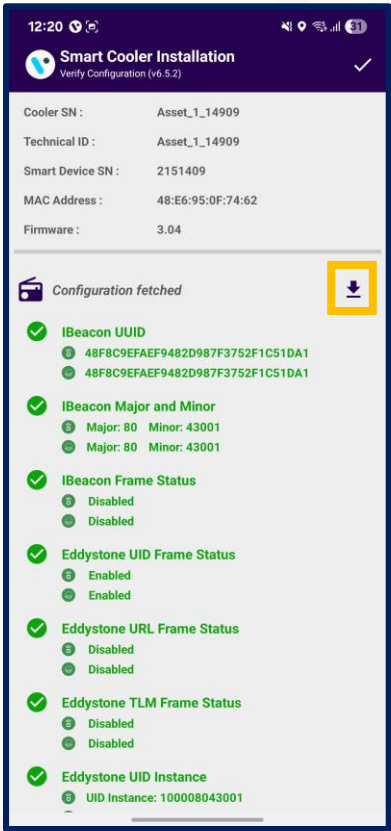 12:20
31
Smart Cooler Installation
Verify Configuration (v6.5.2)
Cooler SN : Asset_1_14909
Technical ID : Asset_1_14909
Smart Device SN : 2151409
MAC Address : 48:E6:95:0F:74:62
Firmware : 3.04
Configuration fetched
IBeacon UUID
48F8C9EFAEF9482D987F3752F1C51DA1
48F8C9EFAEF9482D987F3752F1C51DA1
IBeacon Major and Minor
Major: 80 Minor: 43001
Major: 80 Minor: 43001
IBeacon Frame Status
Disabled
Disabled
Eddystone UID Frame Status
Enabled
Enabled
Eddystone URL Frame Status
Disabled
Disabled
Eddystone TLM Frame Status
Disabled
Disabled
Eddystone UID Instance
UID Instance: 100008043001